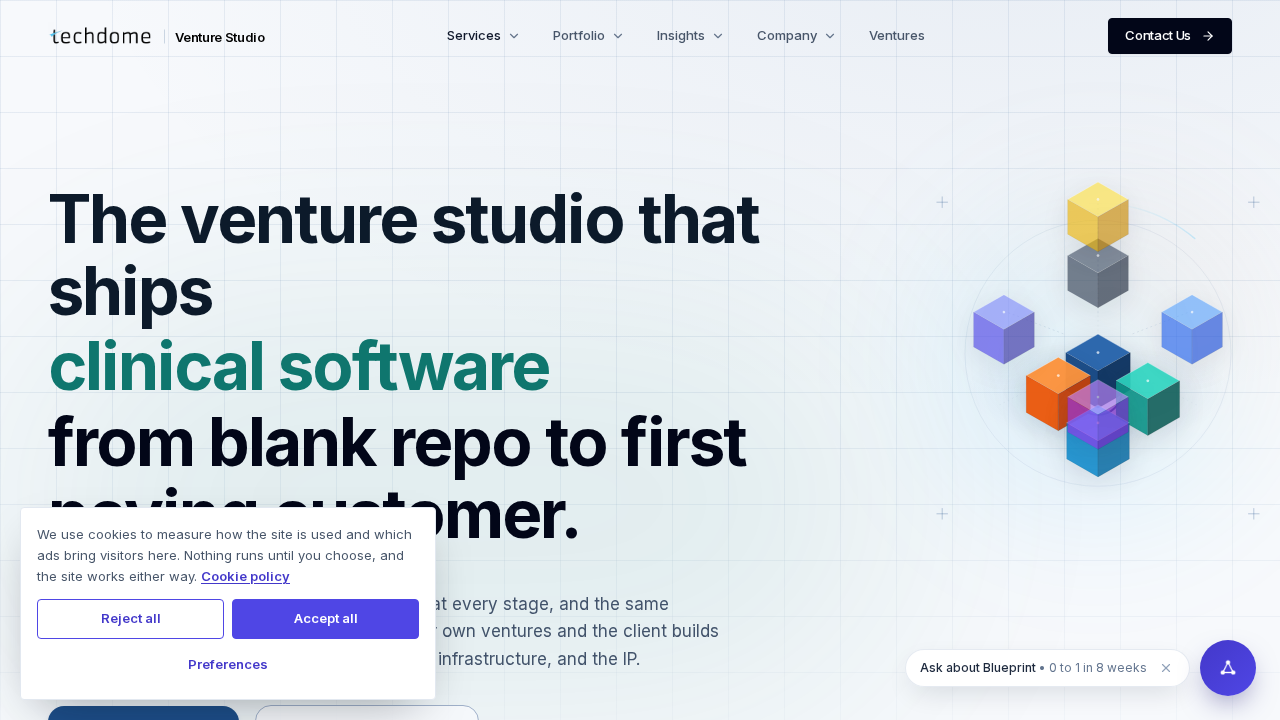 techdome
Venture Studio
Services
Portfolio
Insights
Company
Ventures
Contact Us
The venture studio that
ships
clinical software
from blank repo to first
paying customer.
at every stage, and the same
own ventures and the client builds
infrastructure, and the IP.
We use cookies to measure how the site is used and which
ads bring visitors here. Nothing runs until you choose, and
the site works either way. Cookie policy
Reject all
Accept all
Preferences
Ask about Blueprint • 0 to 1 in 8 weeks